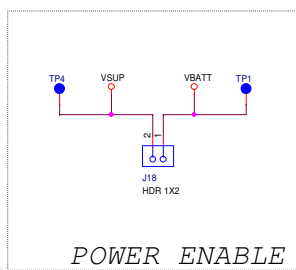 TP4 VSUP VBATT TP1
2 1
J18
HDR 1X2
POWER ENABLE